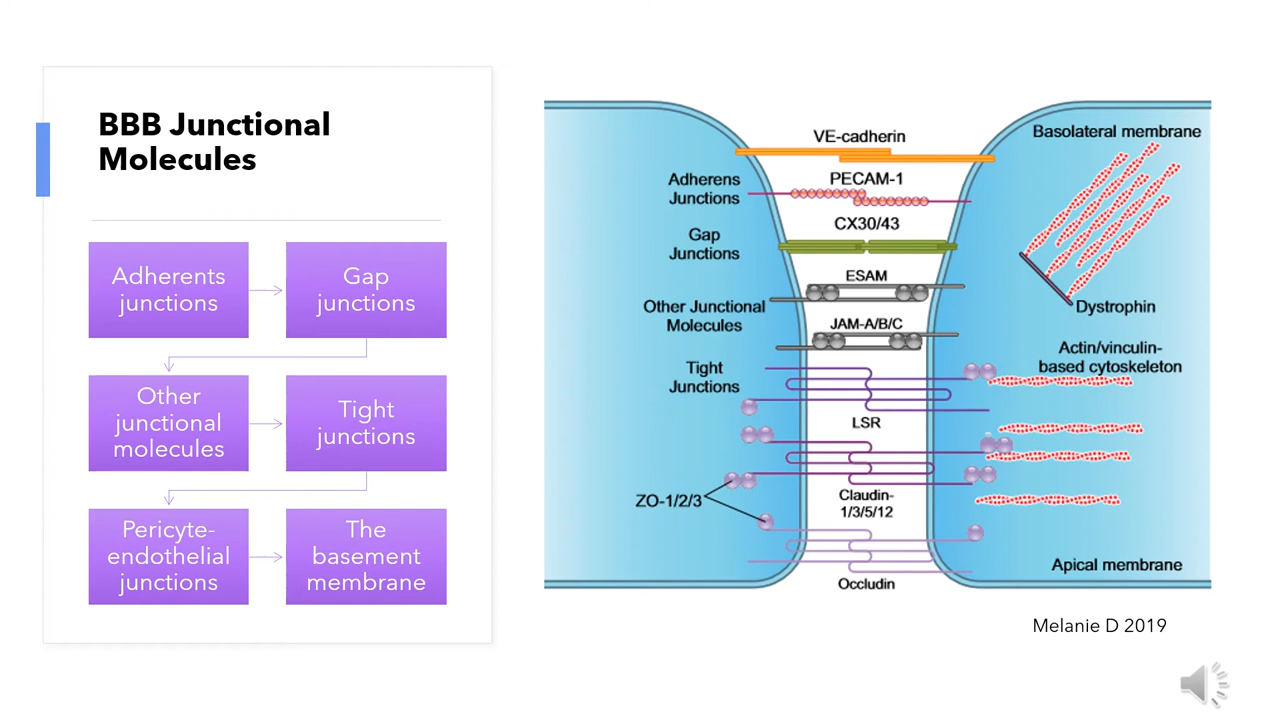 BBB Junctional
Molecules
Adherents
junctions
Gap
junctions
Other
junctional
molecules
Tight
junctions
Pericyte-
endothelial
junctions
The
basement
membrane
VE-cadherin
Basolateral membrane
Adherens
Junctions
PECAM-1
CX30/43
Gap
Junctions
ESAM
Other Junctional
Molecules
Dystrophin
JAM-A/B/C
Actin/vinculin-
based cytoskeleton
Tight
Junctions
LSR
ZO-1/2/3
Claudin-
1/3/5/12
Apical membrane
Occludin
Melanie D 2019